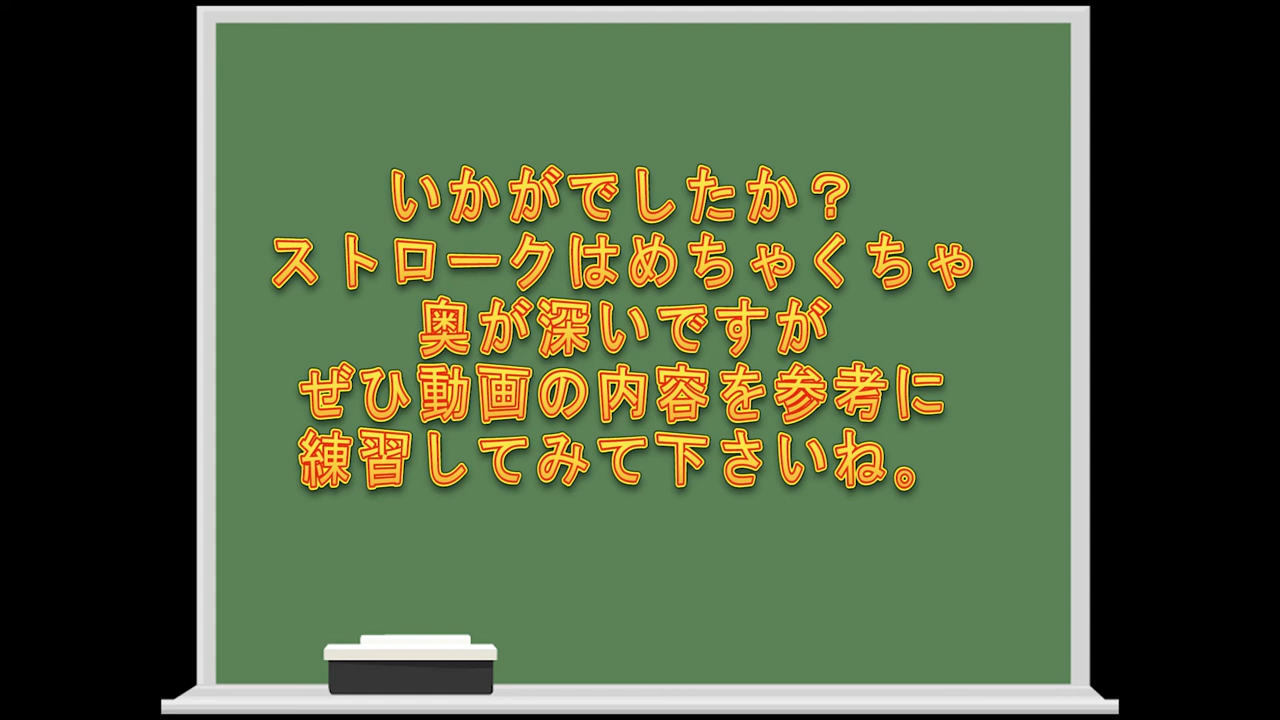 いかがでしたか？
ストロークはめちゃくちゃ
奥が深いですが
ぜひ動画の内容を参考に
練習してみて下さいね。